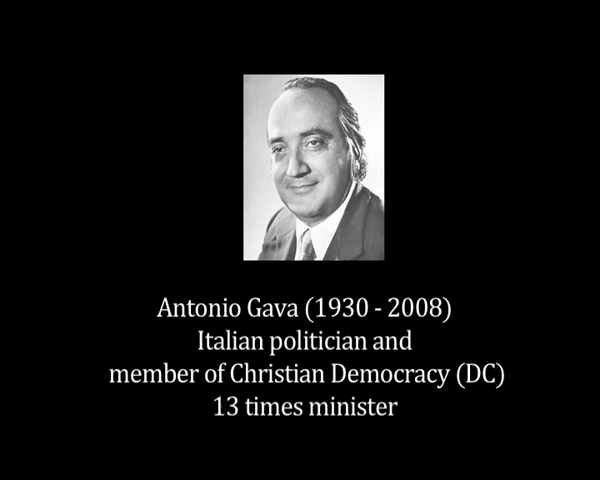 Antonio Gava (1930 - 2008)
Italian politician and
member of Christian Democracy (DC)
13 times minister